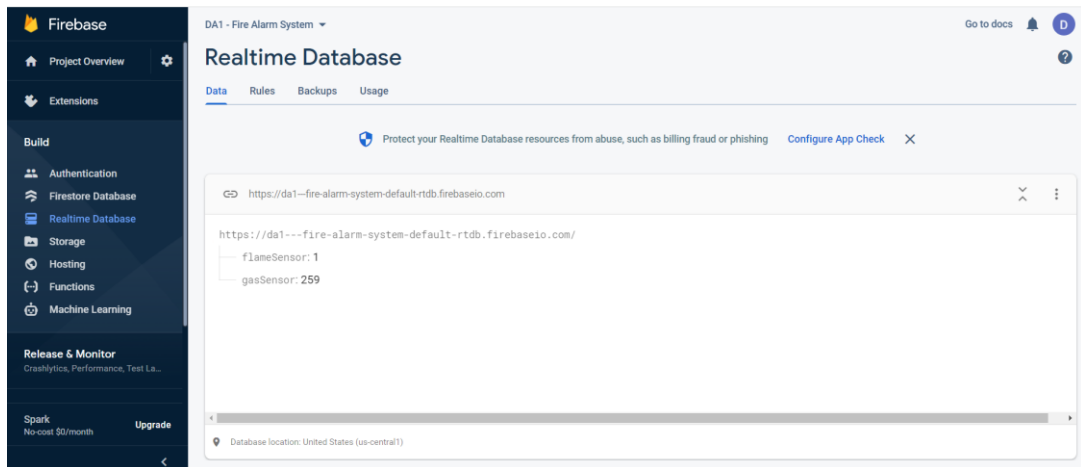 Firebase
Project Overview
Extensions
Build
Authentication
Firestore Database
Realtime Database
Storage
Hosting
Functions
Machine Learning
Release & Monitor
Crashlytics, Performance, Test La...
Spark
No-cost $0/month
Upgrade
DA1 - Fire Alarm System
Go to docs
D
Realtime Database
Data Rules Backups Usage
Protect your Realtime Database resources from abuse, such as billing fraud or phishing Configure App Check
https://da1---fire-alarm-system-default-rtdb.firebaseio.com
https://da1---fire-alarm-system-default-rtdb.firebaseio.com/
flameSensor: 1
gasSensor: 259
Database location: United States (us-central1)